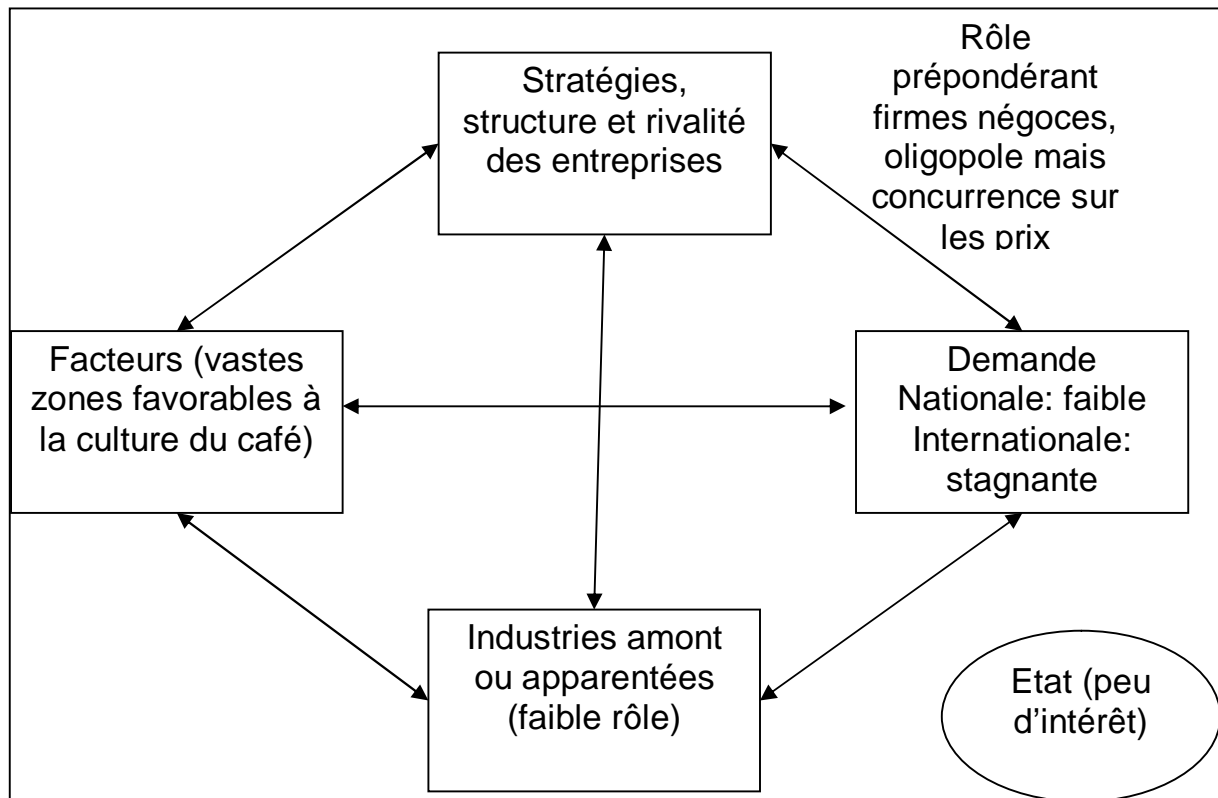 Stratégies,
structure et rivalité
des entreprises
Rôle
prépondérant
firmes négoces,
oligopole mais
concurrence sur
les prix
Facteurs (vastes
zones favorables à
la culture du café)
Demande
Nationale: faible
Internationale:
stagnante
Industries amont
ou apparentées
(faible rôle)
Etat (peu
d’intérêt)